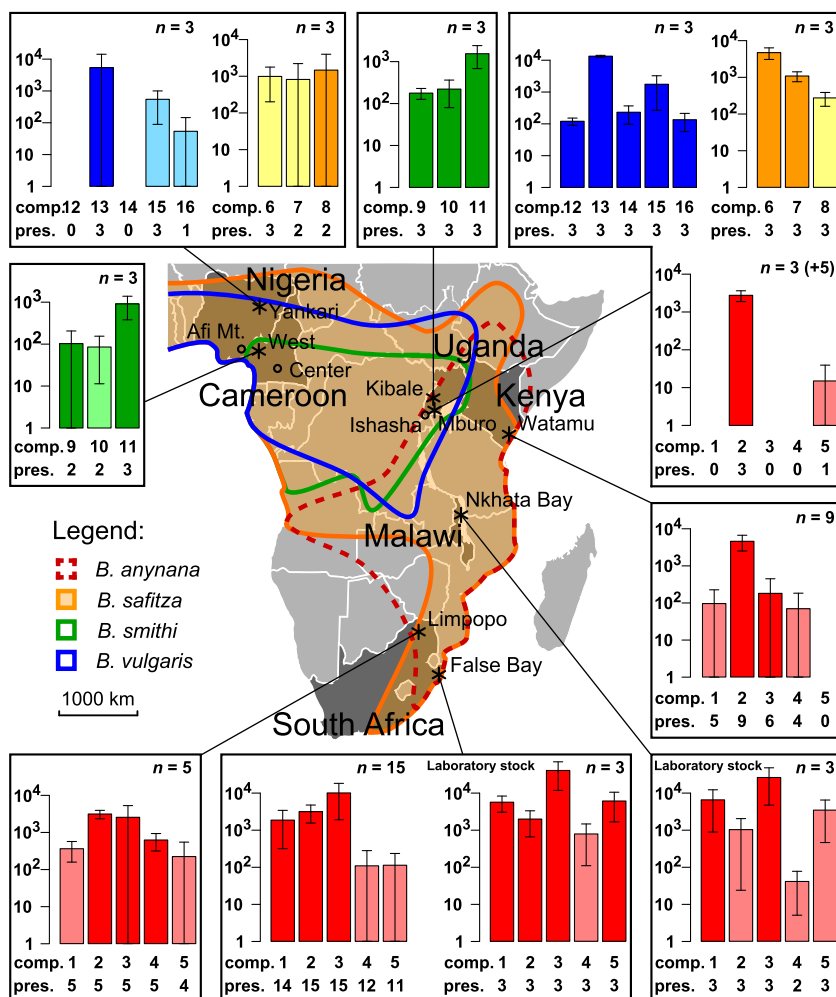 n = 3
10⁴
10³
10²
10
1
comp. 12 13 14 15 16
pres. 0 3 0 3 1
n = 3
10⁴
10³
10²
10
1
comp. 6 7 8
pres. 3 2 2
n = 3
10²
10
1
comp. 9 10 11
pres. 3 3 3
10⁴
10³
10²
10
1
comp. 12 13 14 15 16
pres. 3 3 3 3 3
n = 3
10⁴
10³
10²
10
1
comp. 6 7 8
pres. 3 3 3
n = 3
10³
10²
10
1
comp. 9 10 11
pres. 2 2 3
n = 3 (+5)
10⁴
10³
10²
10
1
comp. 1 2 3 4 5
pres. 0 3 0 0 1
Nigeria
Yankari
Afi Mt.
West
Center
Cameroon
Uganda
Kibale
Kenya
Ishasha
Mburo
Watamu
Nkhata Bay
Malawi
Limpopo
False Bay
South Africa
Legend:
B. anynana
B. safitza
B. smithi
B. vulgaris
1000 km
n = 9
10⁴
10³
10²
10
1
comp. 1 2 3 4 5
pres. 5 9 6 4 0
n = 5
10⁴
10³
10²
10
1
comp. 1 2 3 4 5
pres. 5 5 5 5 4
n = 15
10⁴
10³
10²
10
1
comp. 1 2 3 4 5
pres. 14 15 15 12 11
Laboratory stock n = 3
10⁴
10³
10²
10
1
comp. 1 2 3 4 5
pres. 3 3 3 3 3
Laboratory stock n = 3
10⁴
10³
10²
10
1
comp. 1 2 3 4 5
pres. 3 3 3 2 3